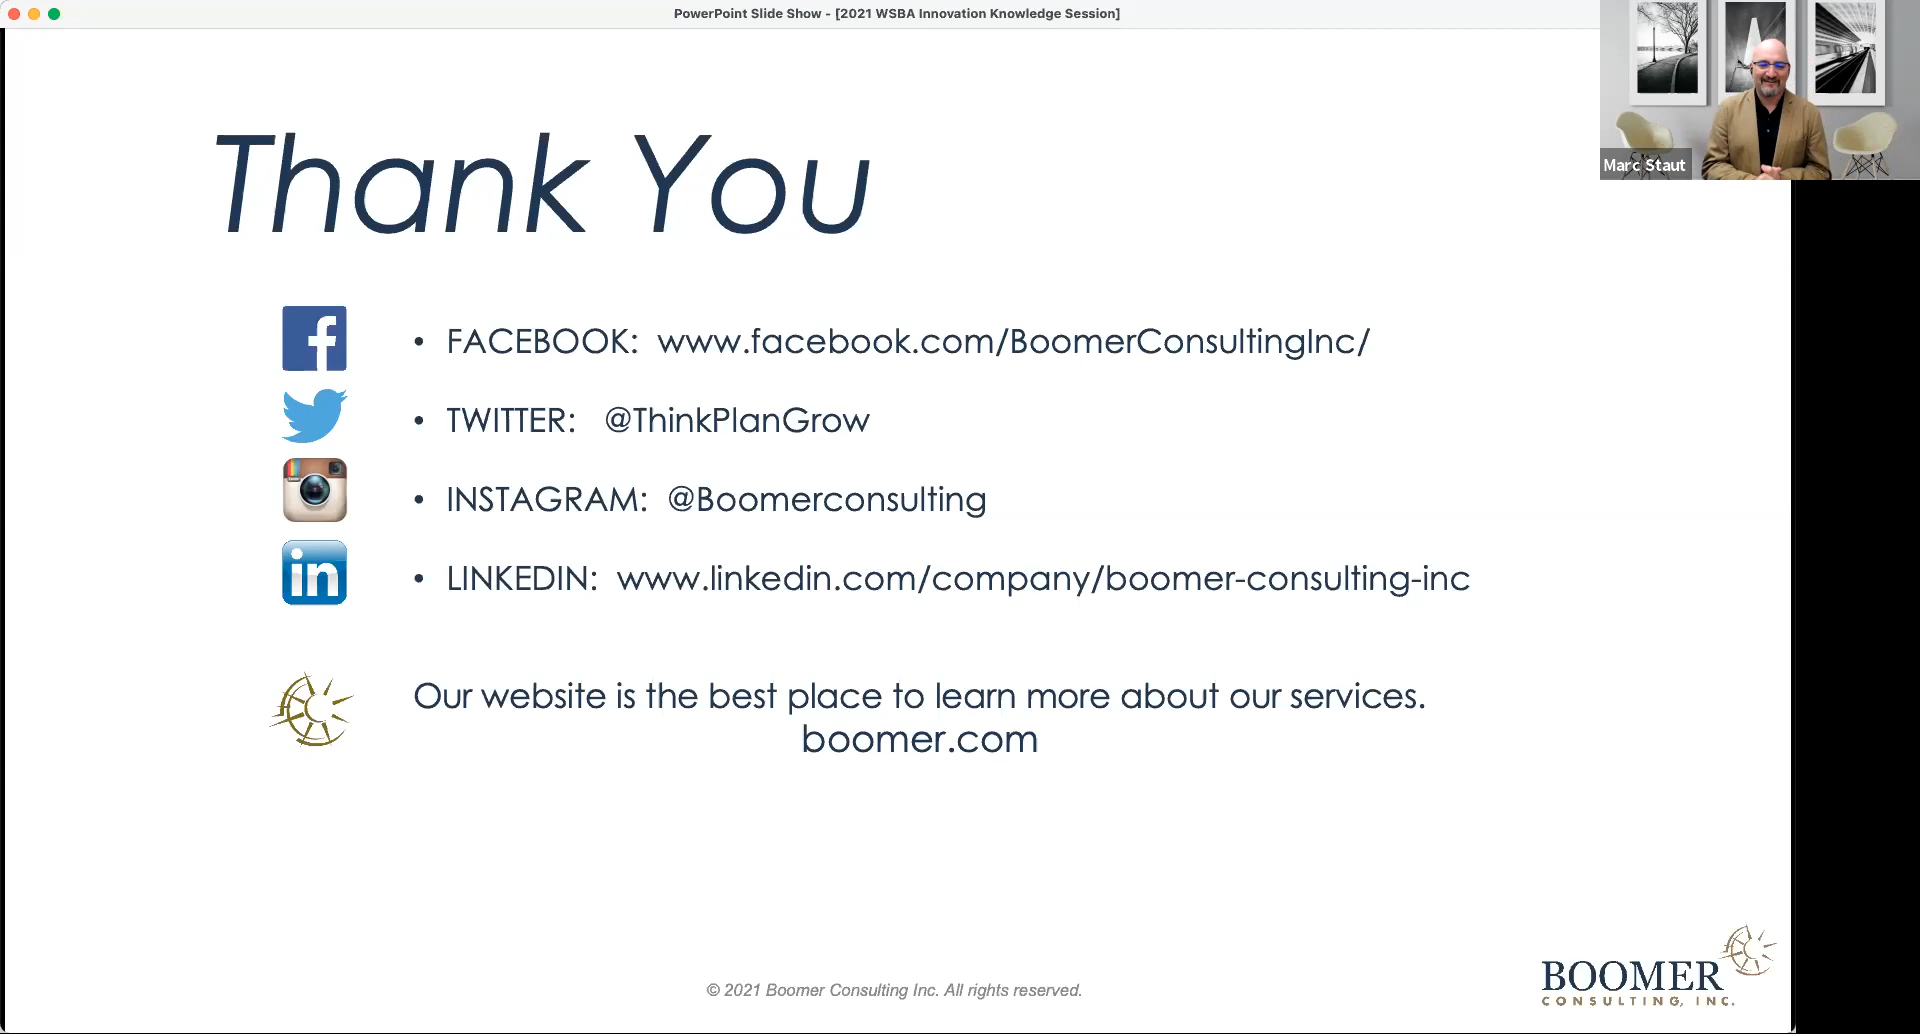 PowerPoint Slide Show - [2021 WSBA Innovation Knowledge Session]
Marc Staut
Thank You
• FACEBOOK: www.facebook.com/BoomerConsultingInc/
• TWITTER: @ThinkPlanGrow
• INSTAGRAM: @Boomerconsulting
in
• LINKEDIN: www.linkedin.com/company/boomer-consulting-inc
Our website is the best place to learn more about our services.
boomer.com
© 2021 Boomer Consulting Inc. All rights reserved.
BOOMER
CONSULTING, INC.